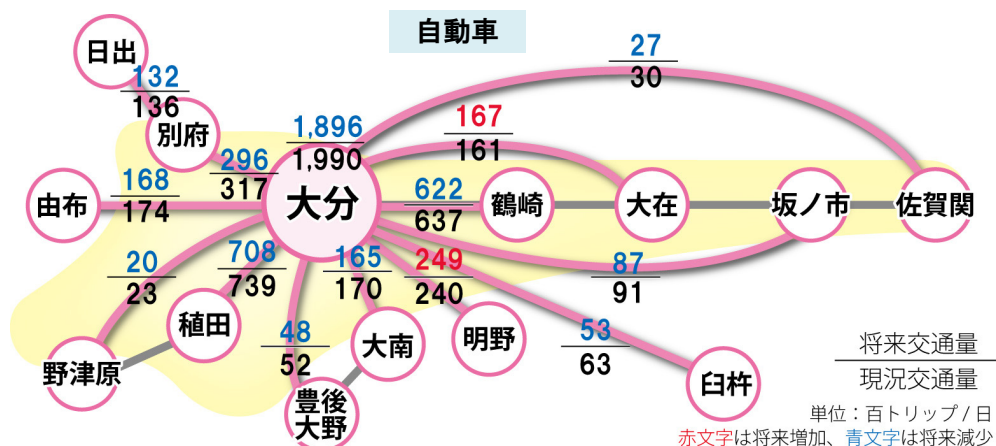 自動車
日出
132
136
別府
1,896
1,990
大分
27
30
167
161
296
317
由布
168
174
622
637
鶴崎
大在
坂ノ市
佐賀関
20
23
708
739
165
170
249
240
87
91
稙田
48
52
大南
明野
53
63
野津原
豊後
大野
臼杵
将来交通量
現況交通量
単位：百トリップ/日
赤文字は将来増加、青文字は将来減少